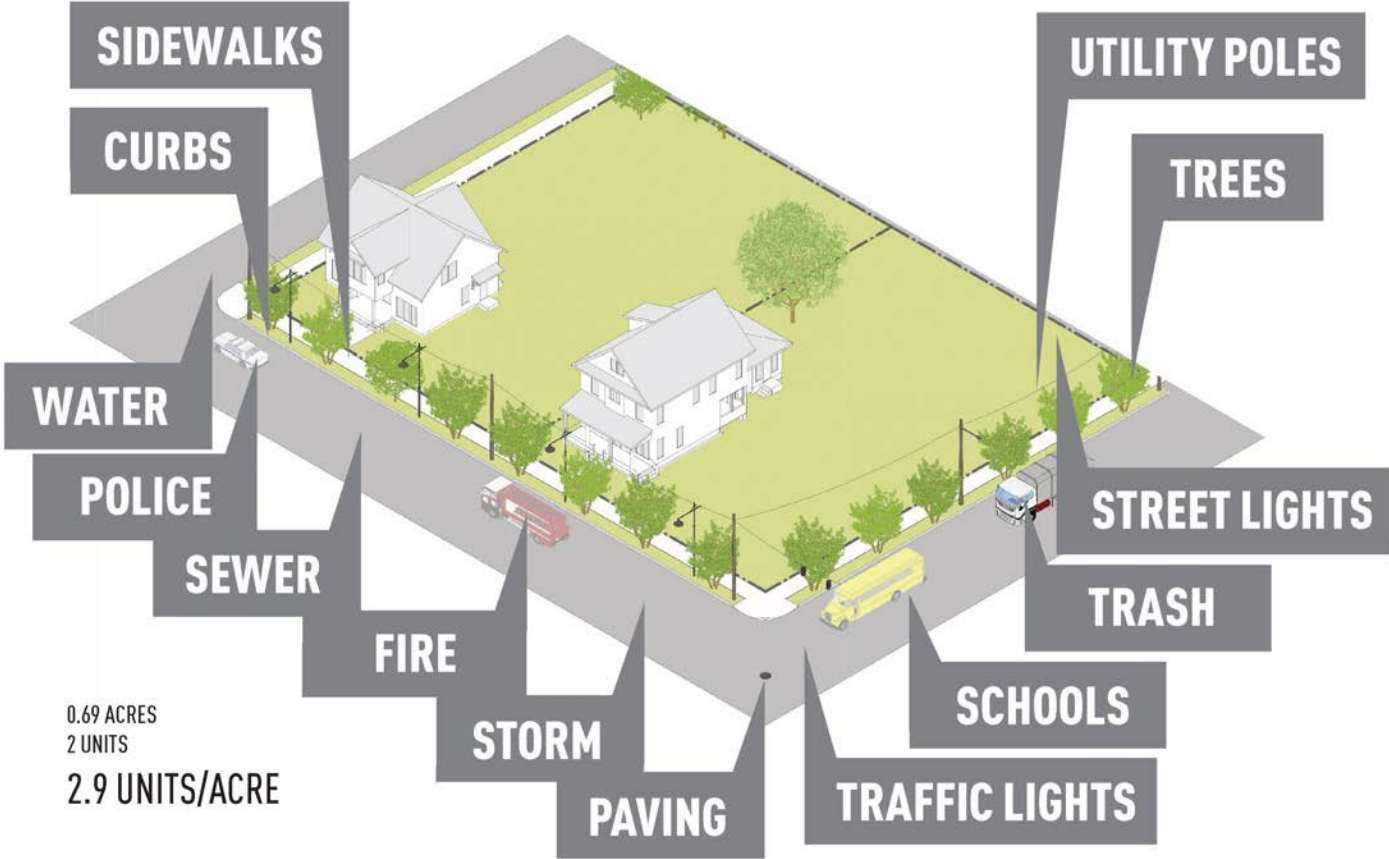 SIDEWALKS
CURBS
UTILITY POLES
TREES
WATER
POLICE
SEWER
FIRE
STORM
PAVING
STREET LIGHTS
TRASH
SCHOOLS
TRAFFIC LIGHTS
0.69 ACRES
2 UNITS
2.9 UNITS/ACRE